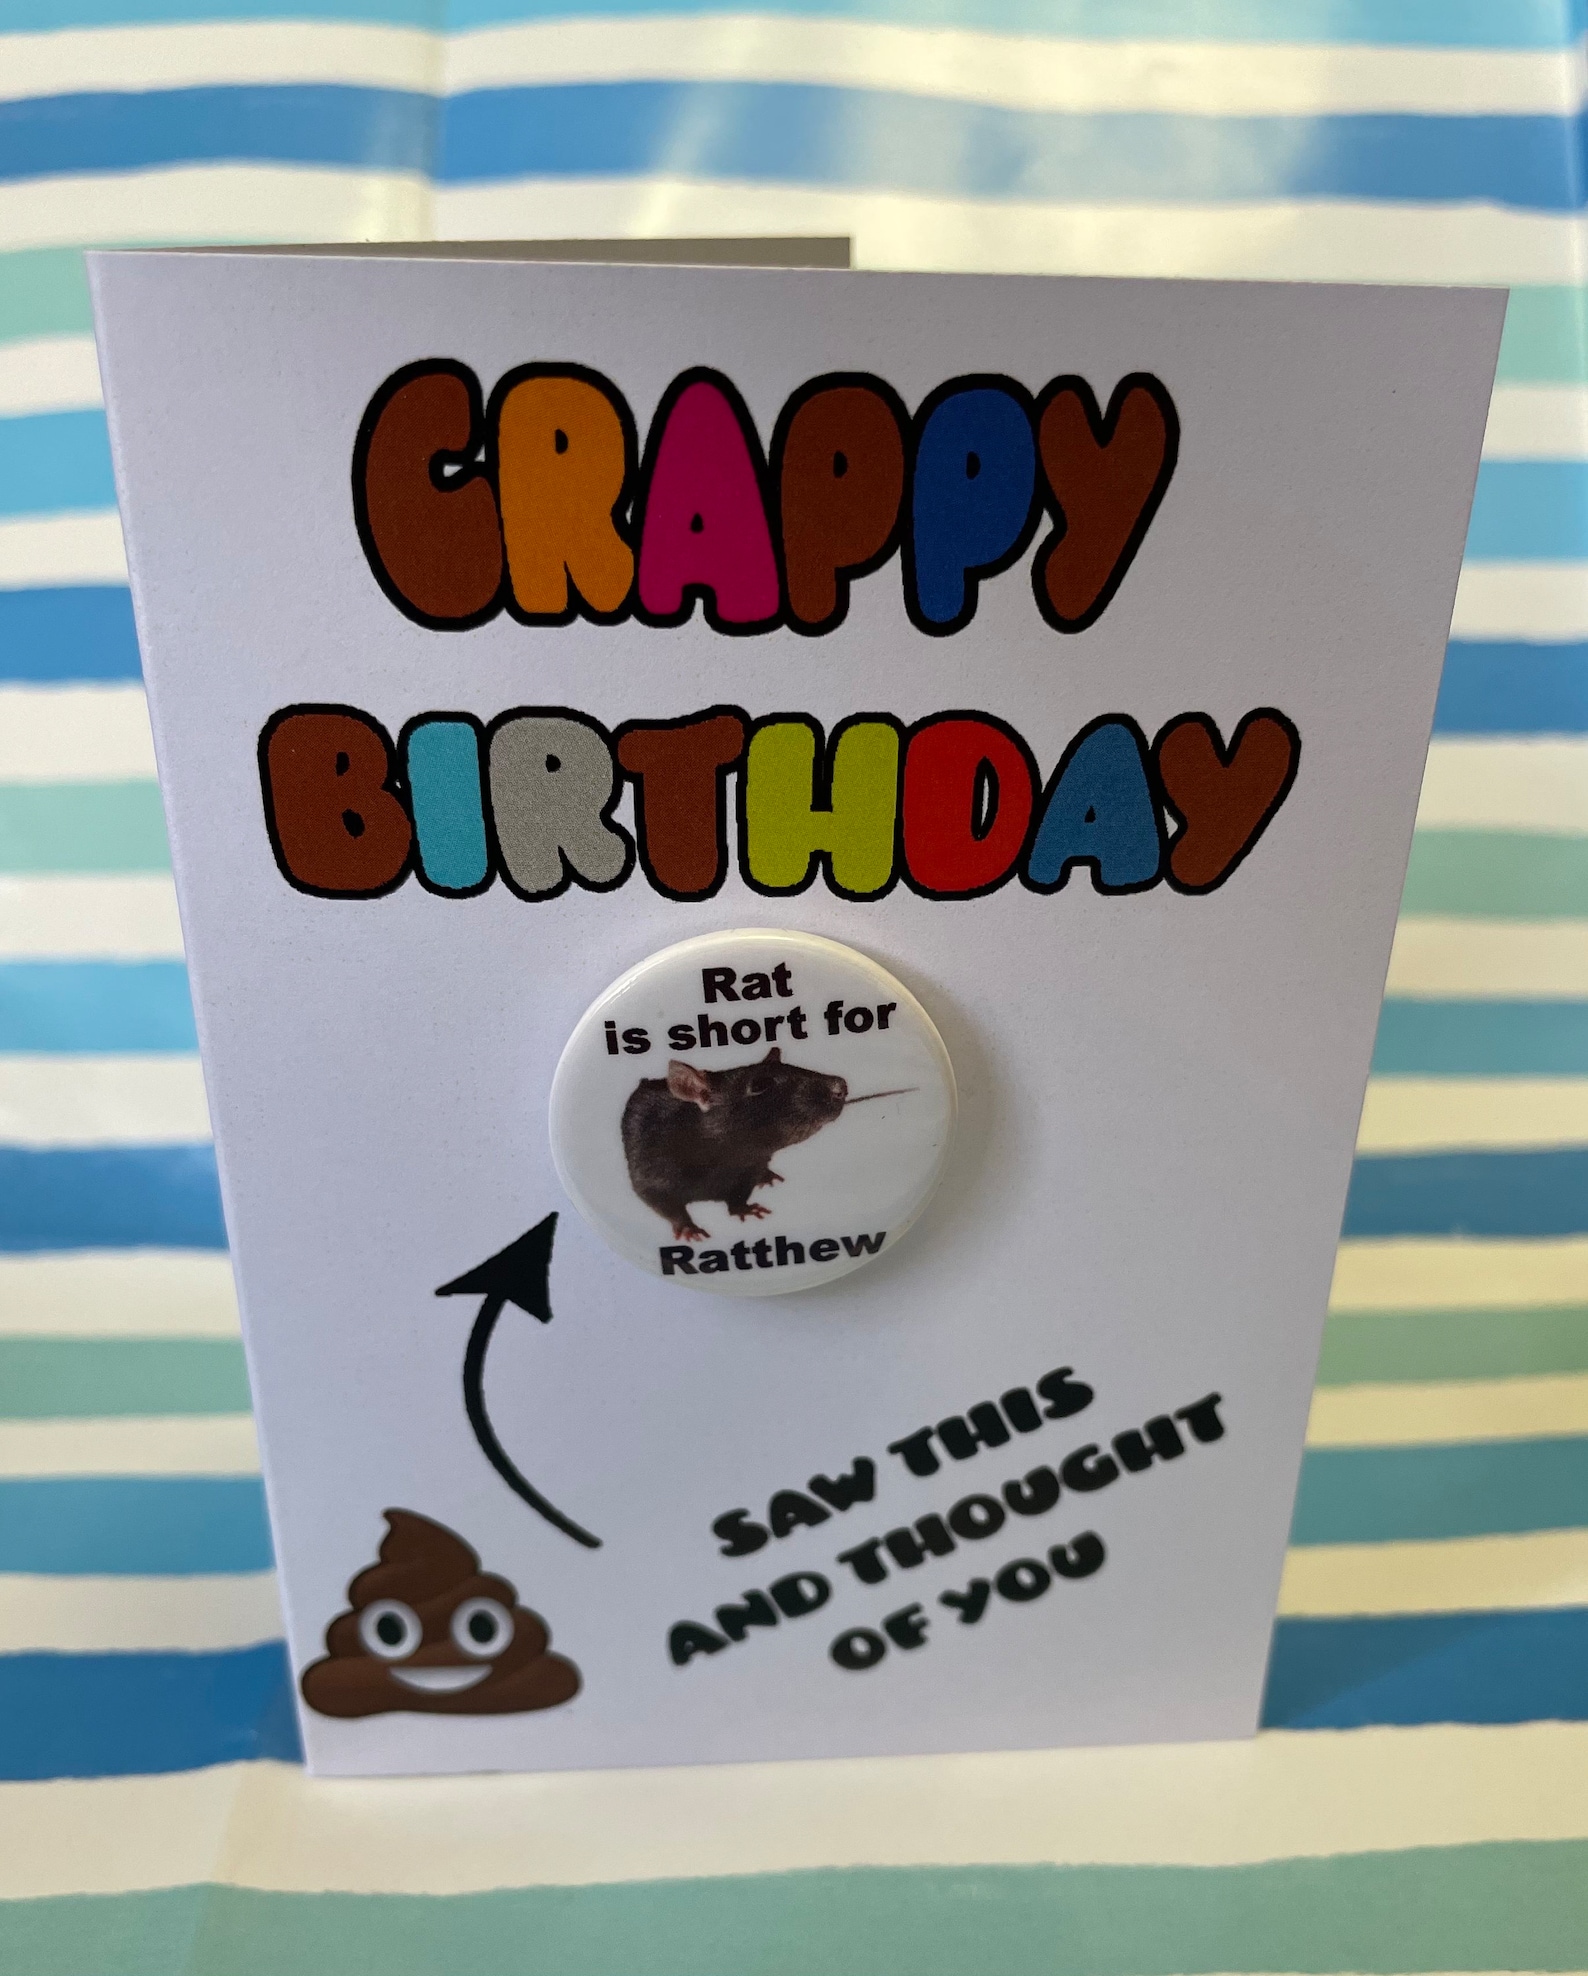 CRAPPY
BIRTHDAY
Rat
is short for
Ratthew
SAW THIS
AND THOUGHT
OF YOU